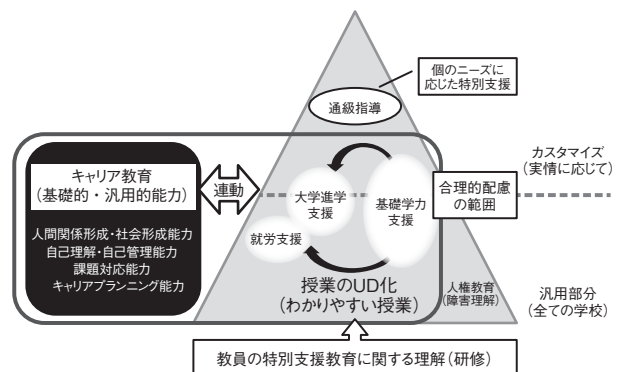 個のニーズに
応じた特別支援
通級指導
キャリア教育
(基礎的・汎用的能力)
連動
大学進学
支援
基礎学力
支援
就労支援
合理的配慮
の範囲
カスタマイズ
(実情に応じて)
人間関係形成・社会形成能力
自己理解・自己管理能力
課題対応能力
キャリアプランニング能力
授業のUD化
(わかりやすい授業)
人権教育
(障害理解)
汎用部分
(全ての学校)
教員の特別支援教育に関する理解(研修)